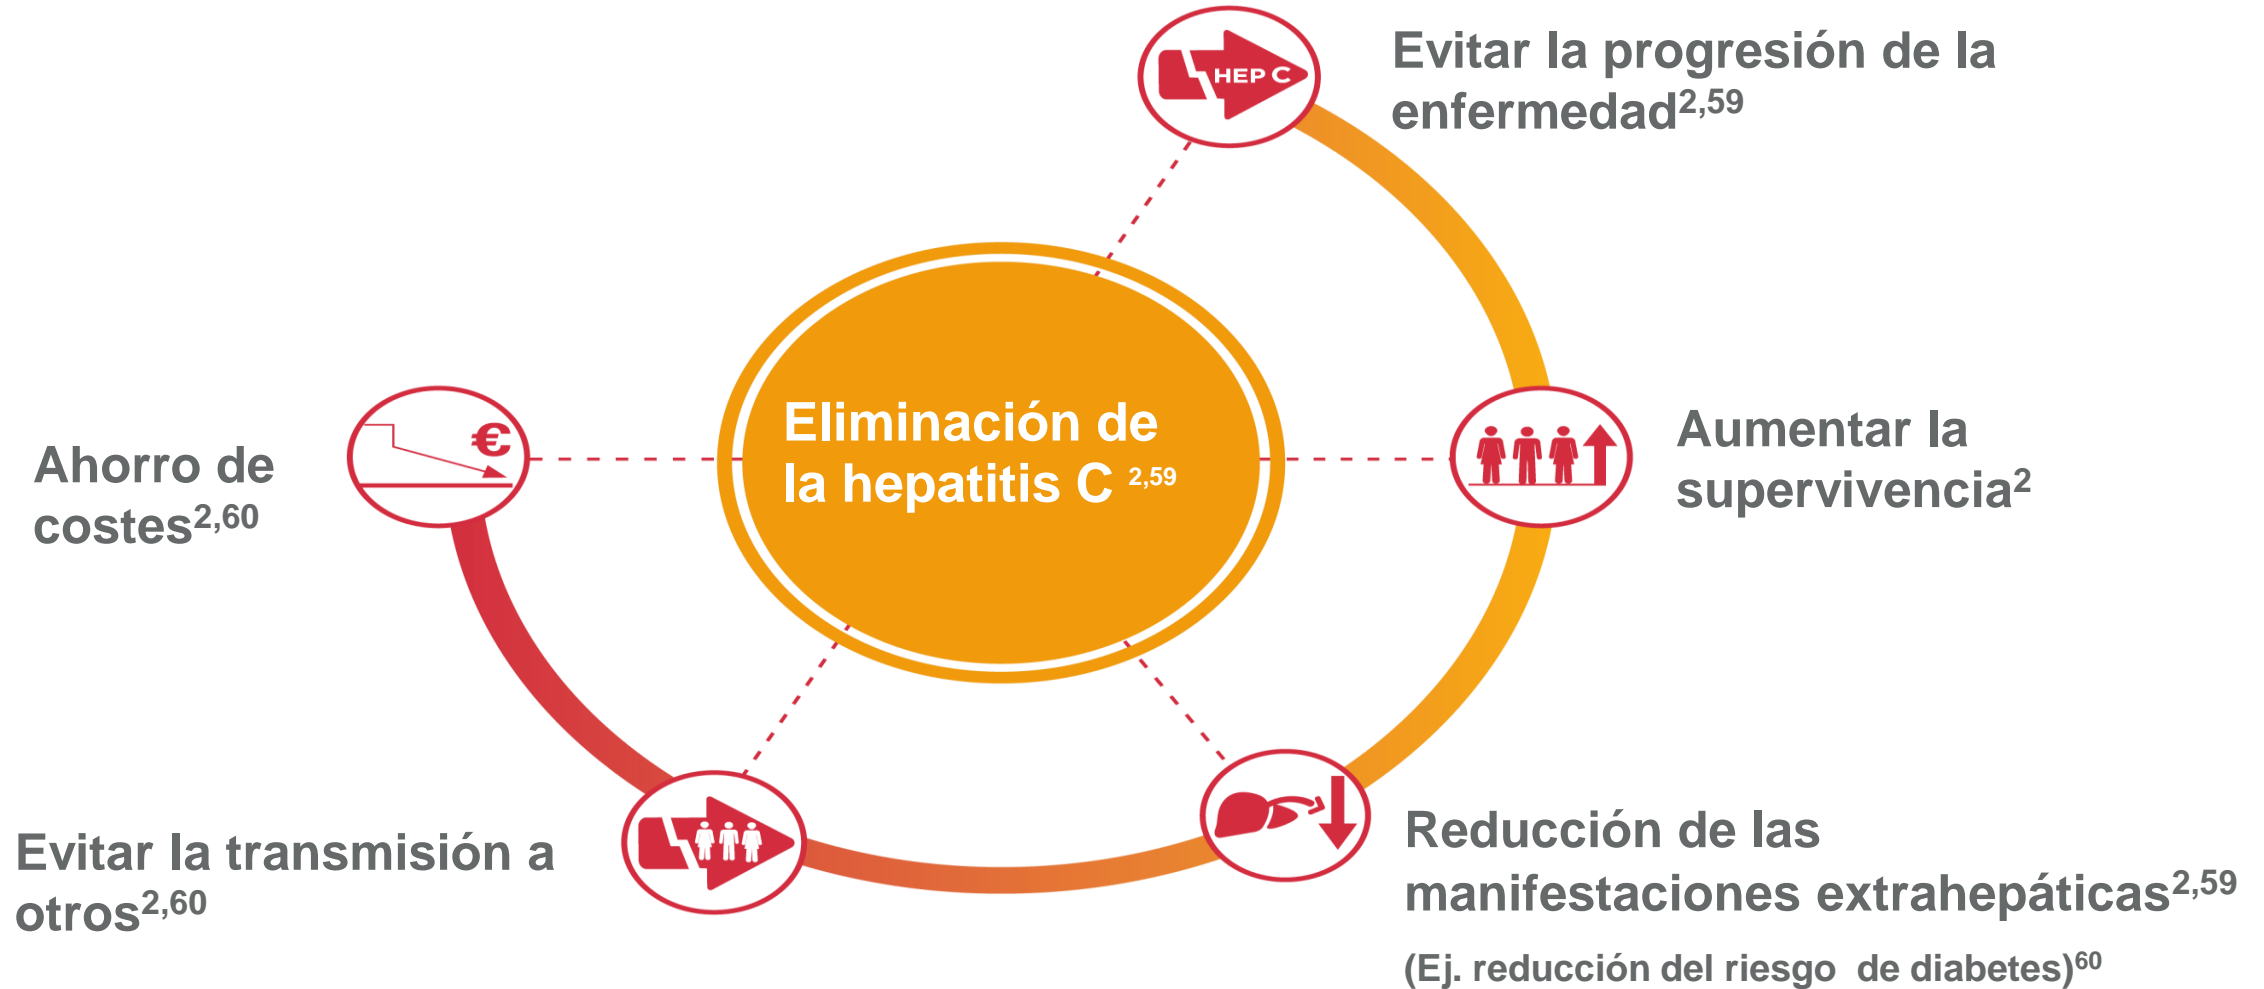 HEP C
Evitar la progresión de la
enfermedad2,59
Eliminación de
la hepatitis C 2,59
Aumentar la
supervivencia2
€
Ahorro de
costes2,60
Reducción de las
manifestaciones extrahepáticas2,59
(Ej. reducción del riesgo de diabetes)60
Evitar la transmisión a
otros2,60